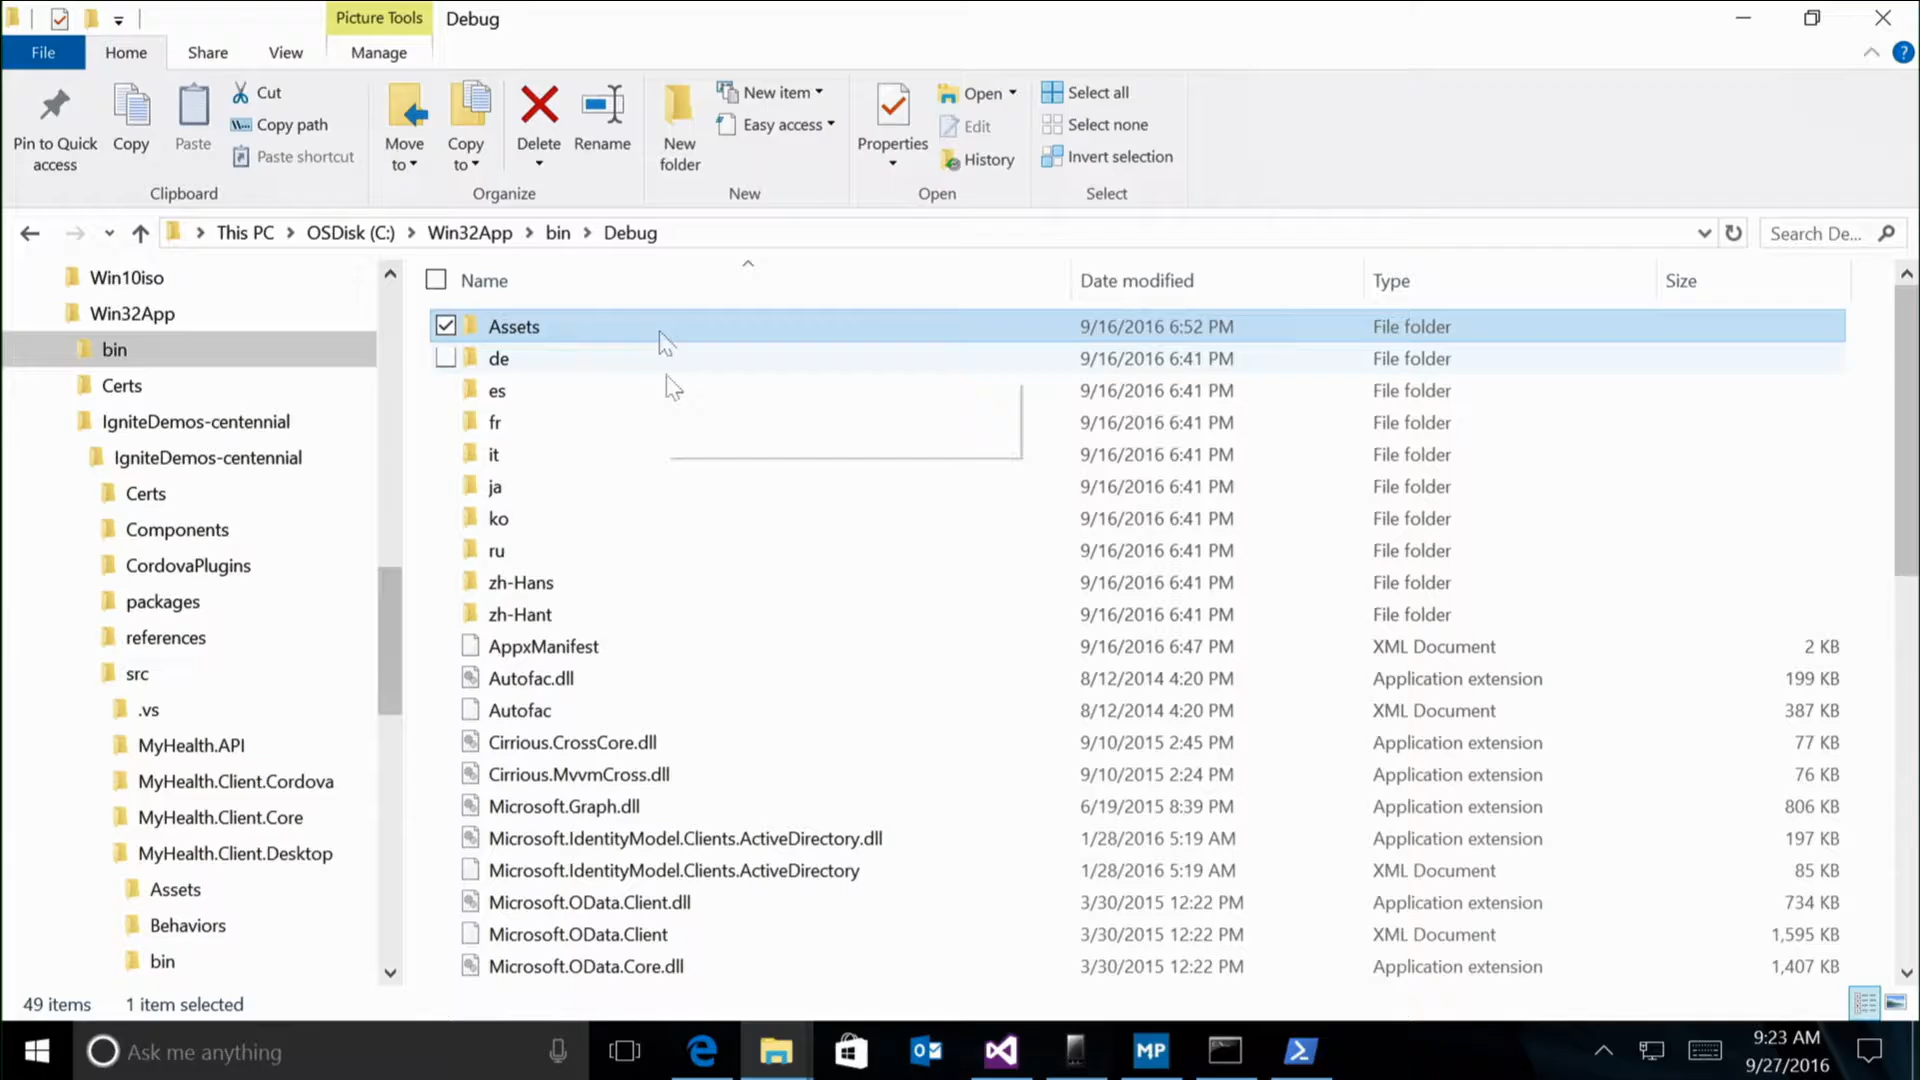 Picture Tools
Debug
File
Home
Share
View
Manage
Pin to Quick access
Copy
Paste
Cut
Copy path
Paste shortcut
Clipboard
Move to
Copy to
Delete
Rename
Organize
New folder
New item
Easy access
New
Properties
Open
Edit
History
Open
Select all
Select none
Invert selection
Select
This PC > OSDisk (C:) > Win32App > bin > Debug
Search De...
Win10iso
Win32App
bin
Certs
IgniteDemos-centennial
IgniteDemos-centennial
Certs
Components
CordovaPlugins
packages
references
src
.vs
MyHealth.API
MyHealth.Client.Cordova
MyHealth.Client.Core
MyHealth.Client.Desktop
Assets
Behaviors
bin
Name Date modified Type Size
Assets 9/16/2016 6:52 PM File folder
de 9/16/2016 6:41 PM File folder
es 9/16/2016 6:41 PM File folder
fr 9/16/2016 6:41 PM File folder
it 9/16/2016 6:41 PM File folder
ja 9/16/2016 6:41 PM File folder
ko 9/16/2016 6:41 PM File folder
ru 9/16/2016 6:41 PM File folder
zh-Hans 9/16/2016 6:41 PM File folder
zh-Hant 9/16/2016 6:41 PM File folder
AppxManifest 9/16/2016 6:47 PM XML Document 2 KB
Autofac.dll 8/12/2014 4:20 PM Application extension 199 KB
Autofac 8/12/2014 4:20 PM XML Document 387 KB
Cirrious.CrossCore.dll 9/10/2015 2:45 PM Application extension 77 KB
Cirrious.MvvmCross.dll 9/10/2015 2:24 PM Application extension 76 KB
Microsoft.Graph.dll 6/19/2015 8:39 PM Application extension 806 KB
Microsoft.IdentityModel.Clients.ActiveDirectory.dll 1/28/2016 5:19 AM Application extension 197 KB
Microsoft.IdentityModel.Clients.ActiveDirectory 1/28/2016 5:19 AM XML Document 85 KB
Microsoft.OData.Client.dll 3/30/2015 12:22 PM Application extension 734 KB
Microsoft.OData.Client 3/30/2015 12:22 PM XML Document 1,595 KB
Microsoft.OData.Core.dll 3/30/2015 12:22 PM Application extension 1,407 KB
49 items 1 item selected
Ask me anything
MP
9:23 AM
9/27/2016